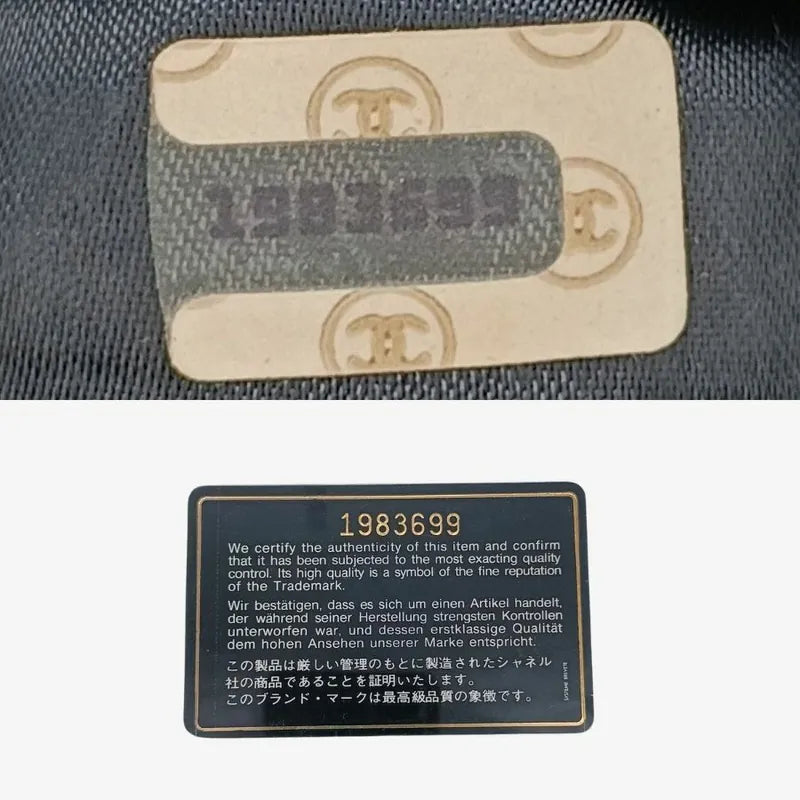 1983699
1983699
We certify the authenticity of this item and confirm
that it has been subjected to the most exacting quality
control. Its high quality is a symbol of the fine reputation
of the Trademark.
Wir bestätigen, dass es sich um einen Artikel handelt,
der während seiner Herstellung strengsten Kontrollen
unterworfen war, und dessen erstklassige Qualität
dem hohen Ansehen unserer Marke entspricht.
この製品は厳しい管理のもとに製造されたシャネル
社の商品であることを証明いたします。
このブランド・マークは最高級品質の象徴です。